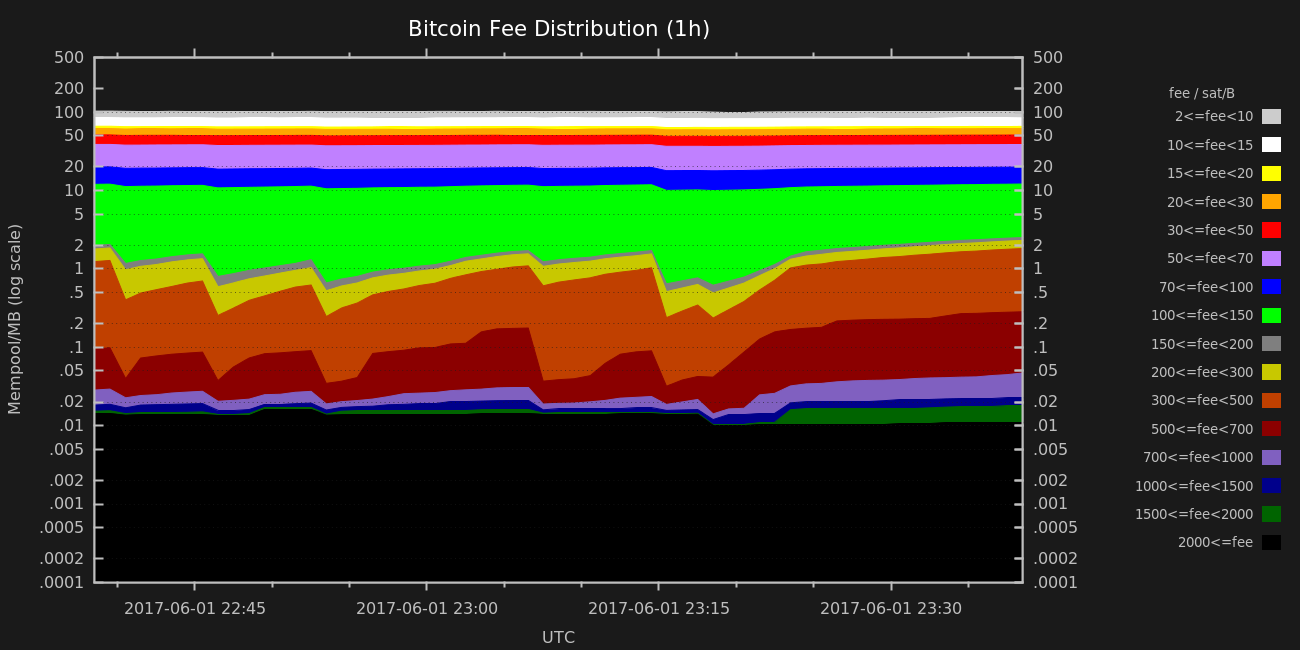 Bitcoin Fee Distribution (1h)
Mempool/MB (log scale)
500
200
100
50
20
10
5
2
1
.5
.2
.1
.05
.02
.01
.005
.002
.001
.0005
.0002
.0001
500
200
100
50
20
10
5
2
1
.5
.2
.1
.05
.02
.01
.005
.002
.001
.0005
.0002
.0001
2017-06-01 22:45
2017-06-01 23:00
2017-06-01 23:15
2017-06-01 23:30
UTC
fee / sat/B
2<=fee<10
10<=fee<15
15<=fee<20
20<=fee<30
30<=fee<50
50<=fee<70
70<=fee<100
100<=fee<150
150<=fee<200
200<=fee<300
300<=fee<500
500<=fee<700
700<=fee<1000
1000<=fee<1500
1500<=fee<2000
2000<=fee